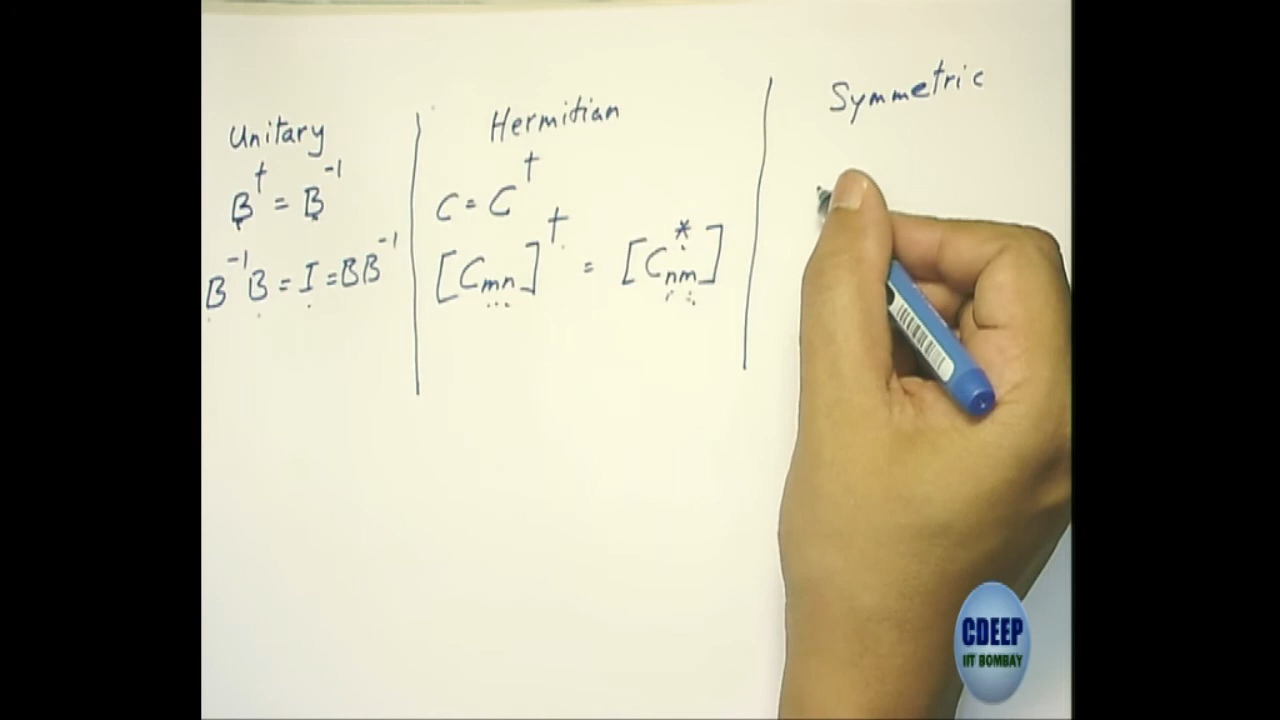 Unitary
B† = B⁻¹
B⁻¹B = I = BB⁻¹
Hermitian
C = C†
[Cmn]† = [C*nm]
Symmetric
CDEEP
IIT BOMBAY